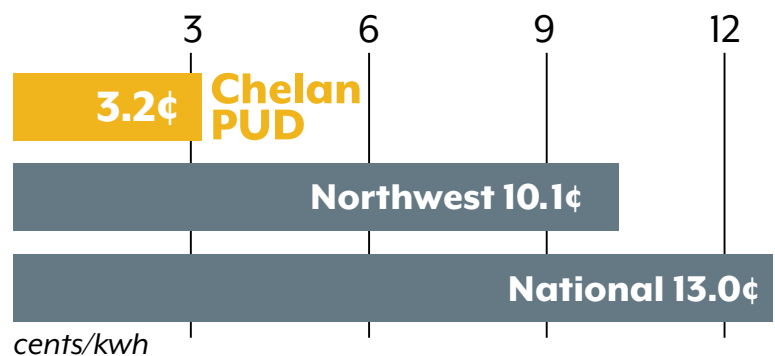 3 6 9 12
3.2¢ Chelan
PUD
Northwest 10.1¢
National 13.0¢
cents/kwh